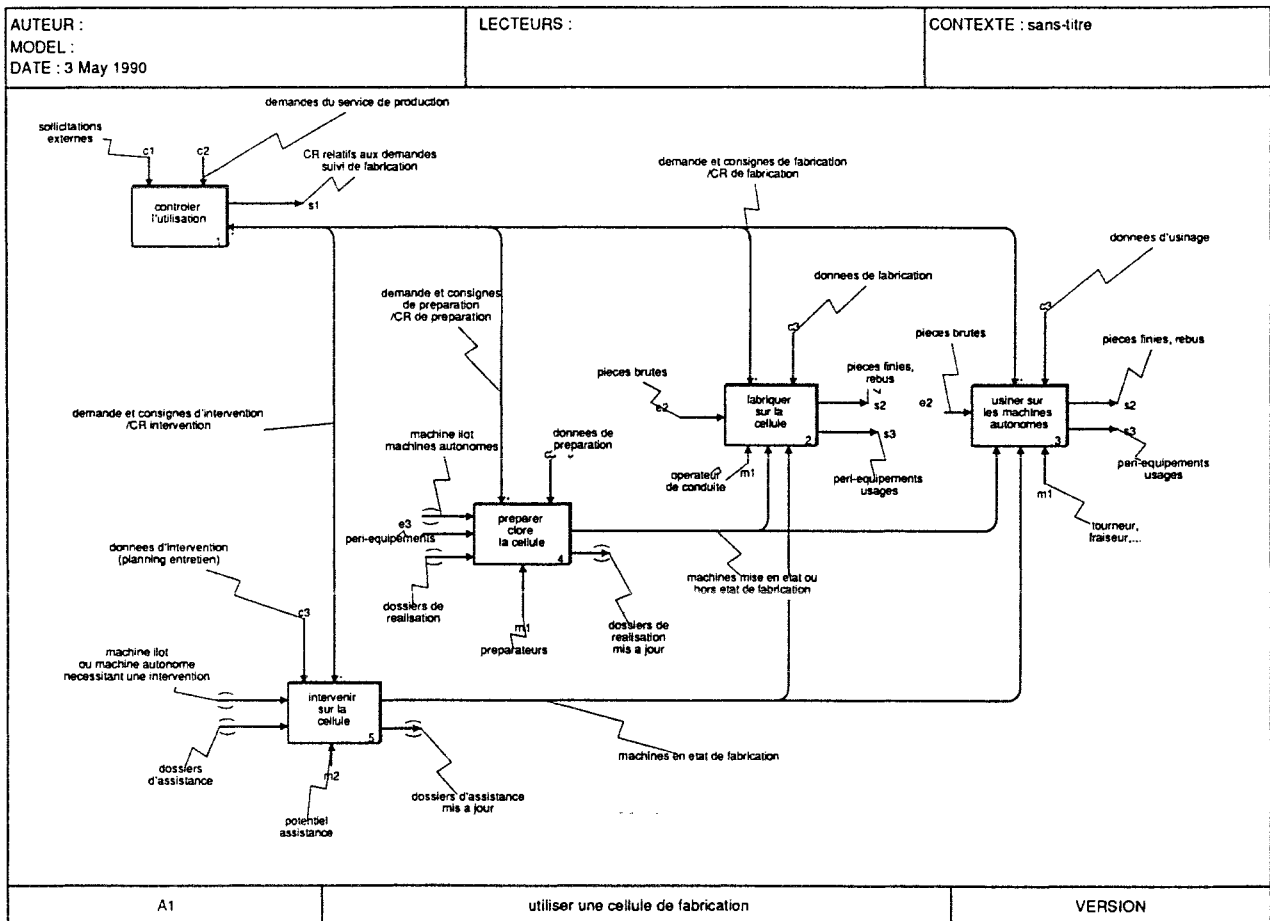 AUTEUR :
MODEL :
DATE : 3 May 1990
LECTEURS :
CONTEXTE : sans-titre
demandes du service de production
sollicitations
externes
c1
c2
CR relatifs aux demandes
suivi de fabrication
s1
controler
l'utilisation
1
demande et consignes de fabrication
/CR de fabrication
donnees d'usinage
donnees de fabrication
demande et consignes
de preparation
/CR de preparation
c3
c3
pieces brutes
pieces finies, rebus
pieces brutes
pieces finies,
rebus
e2
s2
fabriquer
sur la
cellule
2
s3
e2
usiner sur
les machines
autonomes
3
s2
s3
demande et consignes d'intervention
/CR intervention
machine ilot
machines autonomes
donnees de
preparation
operateur
de conduite
m1
peri-equipements
usages
m1
peri-equipements
usages
tourneur,
fraiseur,...
e3
peri-equipements
preparer
clore
la cellule
4
donnees d'intervention
(planning entretien)
machines mise en etat ou
hors etat de fabrication
dossiers de
realisation
m1
preparateurs
dossiers de
realisation
mis a jour
c3
machine ilot
ou machine autonome
necessitant une intervention
intervenir
sur la
cellule
5
machines en etat de fabrication
dossiers
d'assistance
m2
dossiers d'assistance
mis a jour
potentiel
assistance
A1
utiliser une cellule de fabrication
VERSION